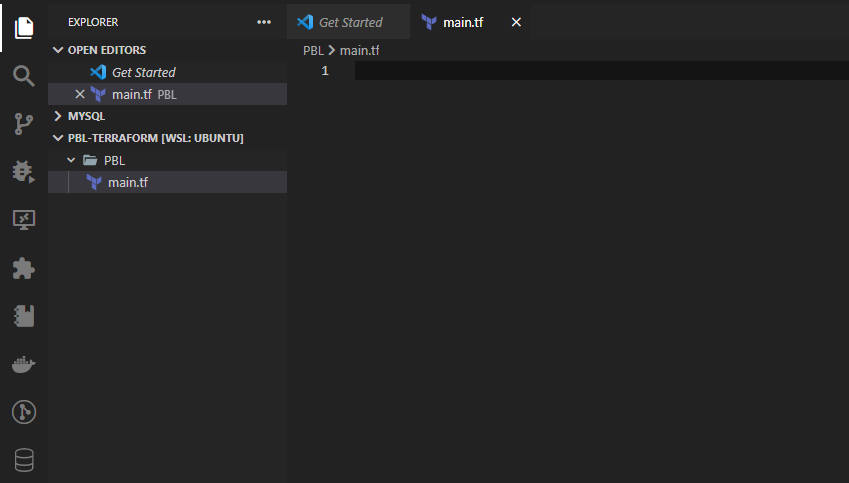 EXPLORER
OPEN EDITORS
Get Started
main.tf PBL
MYSQL
PBL-TERRAFORM [WSL: UBUNTU]
PBL
main.tf
Get Started
main.tf
PBL > main.tf
1